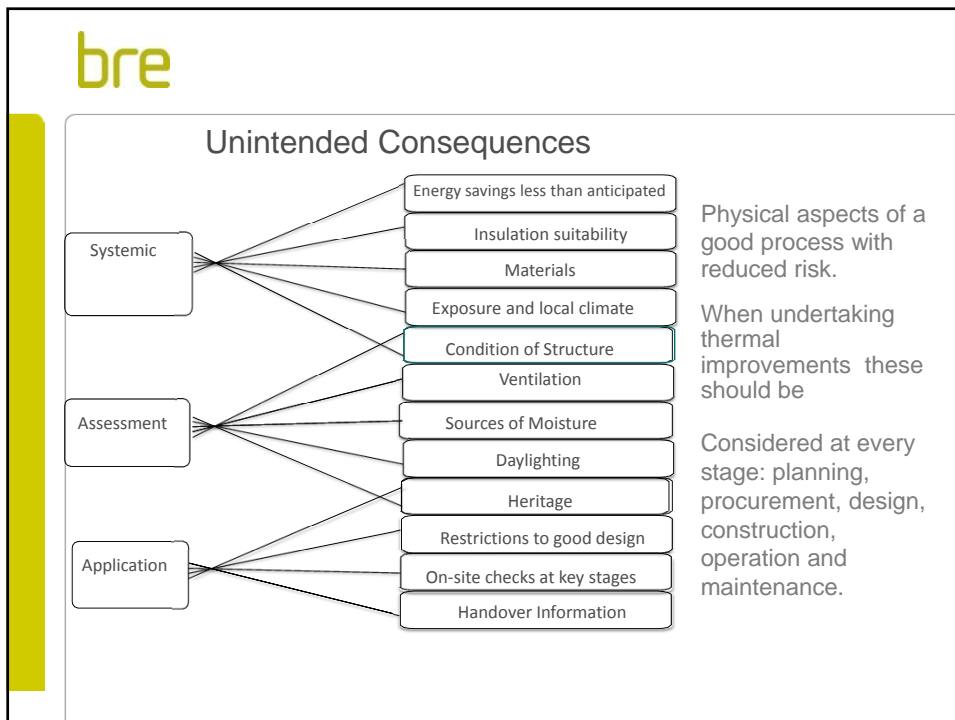 bre
Unintended Consequences
Systemic
Assessment
Application
Energy savings less than anticipated
Insulation suitability
Materials
Exposure and local climate
Condition of Structure
Ventilation
Sources of Moisture
Daylighting
Heritage
Restrictions to good design
On-site checks at key stages
Handover Information
Physical aspects of a
good process with
reduced risk.
When undertaking
thermal
improvements these
should be
Considered at every
stage: planning,
procurement, design,
construction,
operation and
maintenance.